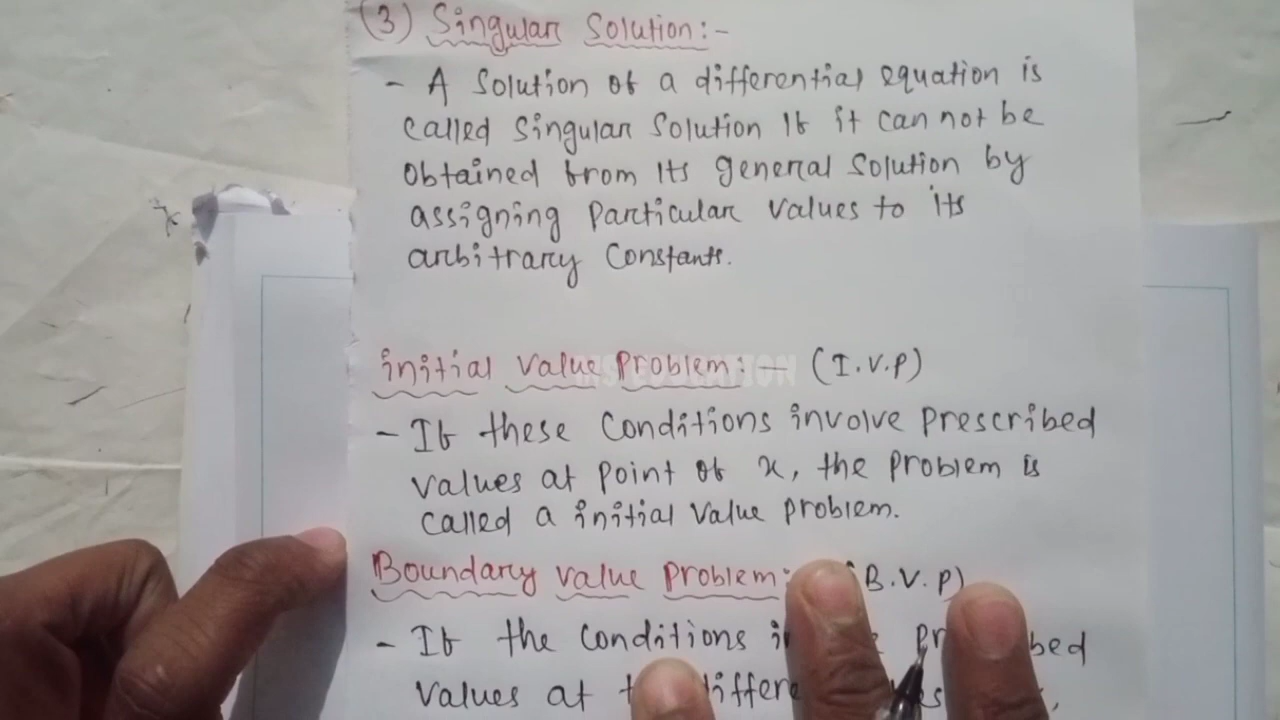 (3) Singular Solution:-
- A Solution of a differential equation is
called Singular Solution If it can not be
obtained from Its general Solution by
assigning Particular values to its
arbitrary Constants.
initial value Problem:- (I.V.P)
- If these Conditions involve Prescribed
values at Point of x, the Problem is
called a initial value problem.
Boundary value Problem: (B.V.P)
- If the Conditions
values at